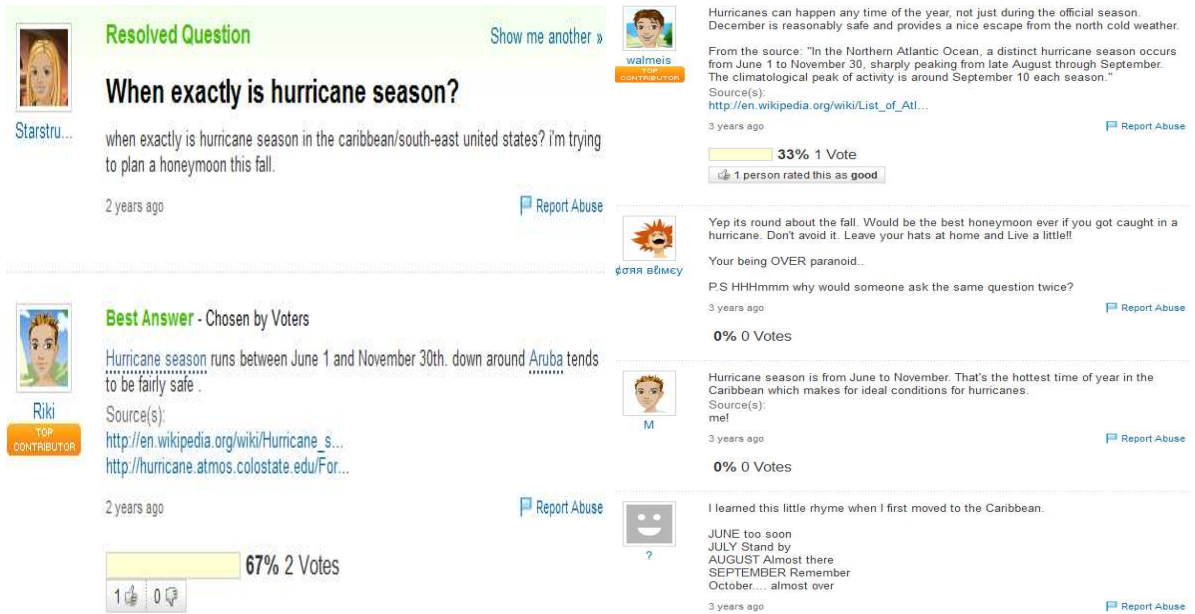 Resolved Question
Show me another »
Starstru...
When exactly is hurricane season?
when exactly is hurricane season in the caribbean/south-east united states? i'm trying
to plan a honeymoon this fall.
2 years ago
Report Abuse
Best Answer - Chosen by Voters
Hurricane season runs between June 1 and November 30th. down around Aruba tends
to be fairly safe .
Riki
TOP
CONTRIBUTOR
Source(s):
http://en.wikipedia.org/wiki/Hurricane_s...
http://hurricane.atmos.colostate.edu/For...
2 years ago
Report Abuse
67% 2 Votes
1 0
Hurricanes can happen any time of the year, not just during the official season.
December is reasonably safe and provides a nice escape from the north cold weather.
walmeis
TOP
CONTRIBUTOR
From the source: "In the Northern Atlantic Ocean, a distinct hurricane season occurs
from June 1 to November 30, sharply peaking from late August through September.
The climatological peak of activity is around September 10 each season."
Source(s):
http://en.wikipedia.org/wiki/List_of_Atl...
3 years ago
Report Abuse
33% 1 Vote
1 person rated this as good
Yep its round about the fall. Would be the best honeymoon ever if you got caught in a
hurricane. Don't avoid it. Leave your hats at home and Live a little!!
Your being OVER paranoid..
P.S HHHmmm why would someone ask the same question twice?
3 years ago
Report Abuse
0% 0 Votes
Hurricane season is from June to November. That's the hottest time of year in the
Caribbean which makes for ideal conditions for hurricanes.
Source(s):
me!
M
3 years ago
Report Abuse
0% 0 Votes
I learned this little rhyme when I first moved to the Caribbean.
JUNE too soon
JULY Stand by
AUGUST Almost there
SEPTEMBER Remember
October.... almost over
?
3 years ago
Report Abuse